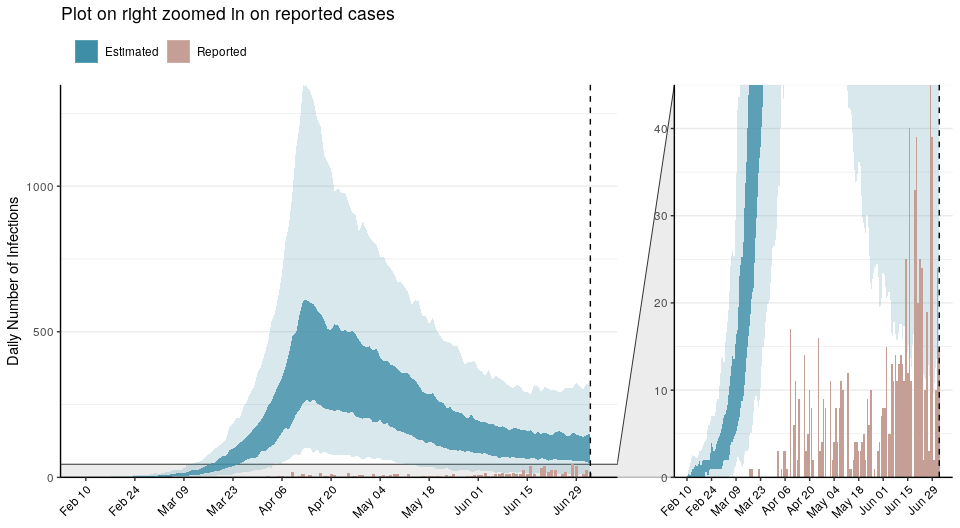 Plot on right zoomed in on reported cases
Estimated Reported
Daily Number of Infections
1000
500
0
Feb 10 Feb 24 Mar 09 Mar 23 Apr 06 Apr 20 May 04 May 18 Jun 01 Jun 15 Jun 29
40
30
20
10
0
Feb 10 Feb 24 Mar 09 Mar 23 Apr 06 Apr 20 May 04 May 18 Jun 01 Jun 15 Jun 29